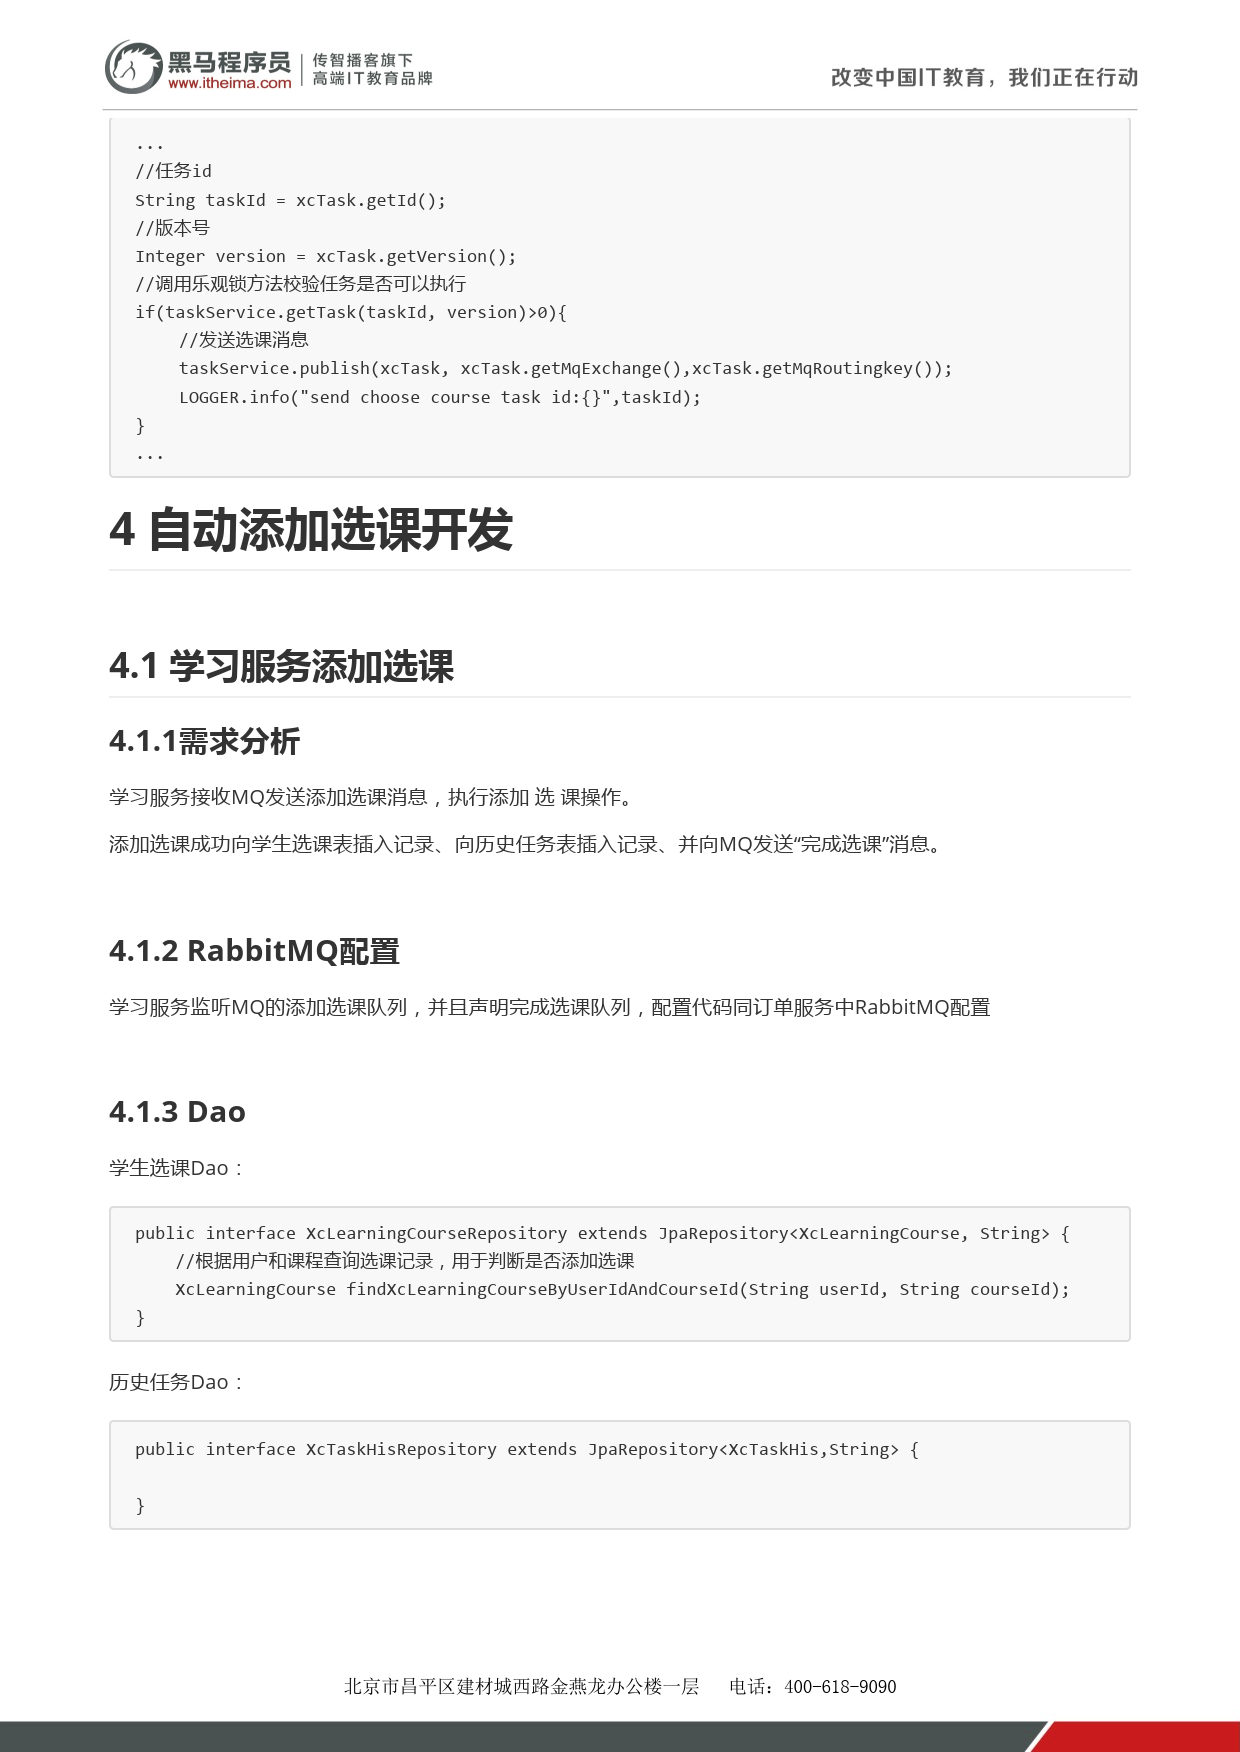 黑马程序员
www.itheima.com
传智播客旗下
高端IT教育品牌
改变中国IT教育，我们正在行动
...
//任务id
String taskId = xcTask.getId();
//版本号
Integer version = xcTask.getVersion();
//调用乐观锁方法校验任务是否可以执行
if(taskService.getTask(taskId, version)>0){
    //发送选课消息
    taskService.publish(xcTask, xcTask.getMqExchange(),xcTask.getMqRoutingkey());
    LOGGER.info("send choose course task id:{}",taskId);
}
...
4 自动添加选课开发
4.1 学习服务添加选课
4.1.1需求分析
学习服务接收MQ发送添加选课消息，执行添加 选 课操作。
添加选课成功向学生选课表插入记录、向历史任务表插入记录、并向MQ发送“完成选课”消息。
4.1.2 RabbitMQ配置
学习服务监听MQ的添加选课队列，并且声明完成选课队列，配置代码同订单服务中RabbitMQ配置
4.1.3 Dao
学生选课Dao：
public interface XcLearningCourseRepository extends JpaRepository<XcLearningCourse, String> {
    //根据用户和课程查询选课记录，用于判断是否添加选课
    XcLearningCourse findXcLearningCourseByUserIdAndCourseId(String userId, String courseId);
}
历史任务Dao：
public interface XcTaskHisRepository extends JpaRepository<XcTaskHis,String> {
}
北京市昌平区建材城西路金燕龙办公楼一层 电话：400-618-9090